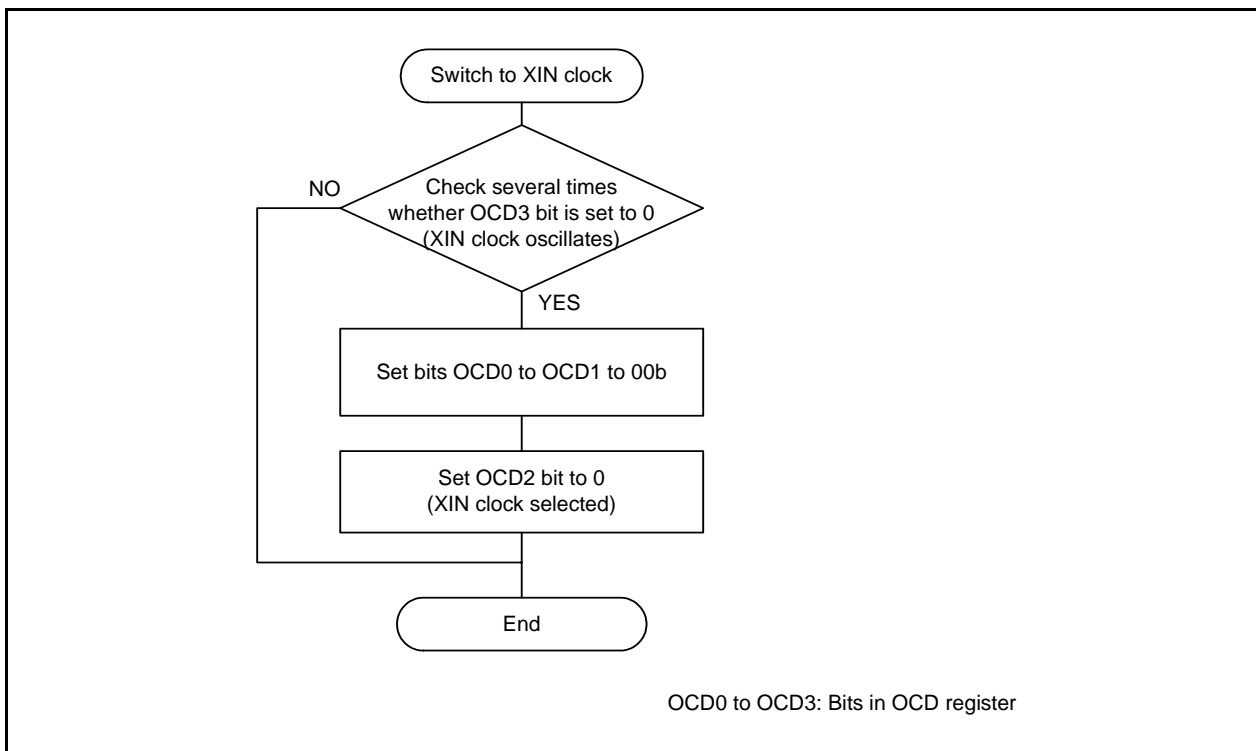 Switch to XIN clock
NO
Check several times
whether OCD3 bit is set to 0
(XIN clock oscillates)
YES
Set bits OCD0 to OCD1 to 00b
Set OCD2 bit to 0
(XIN clock selected)
End
OCD0 to OCD3: Bits in OCD register